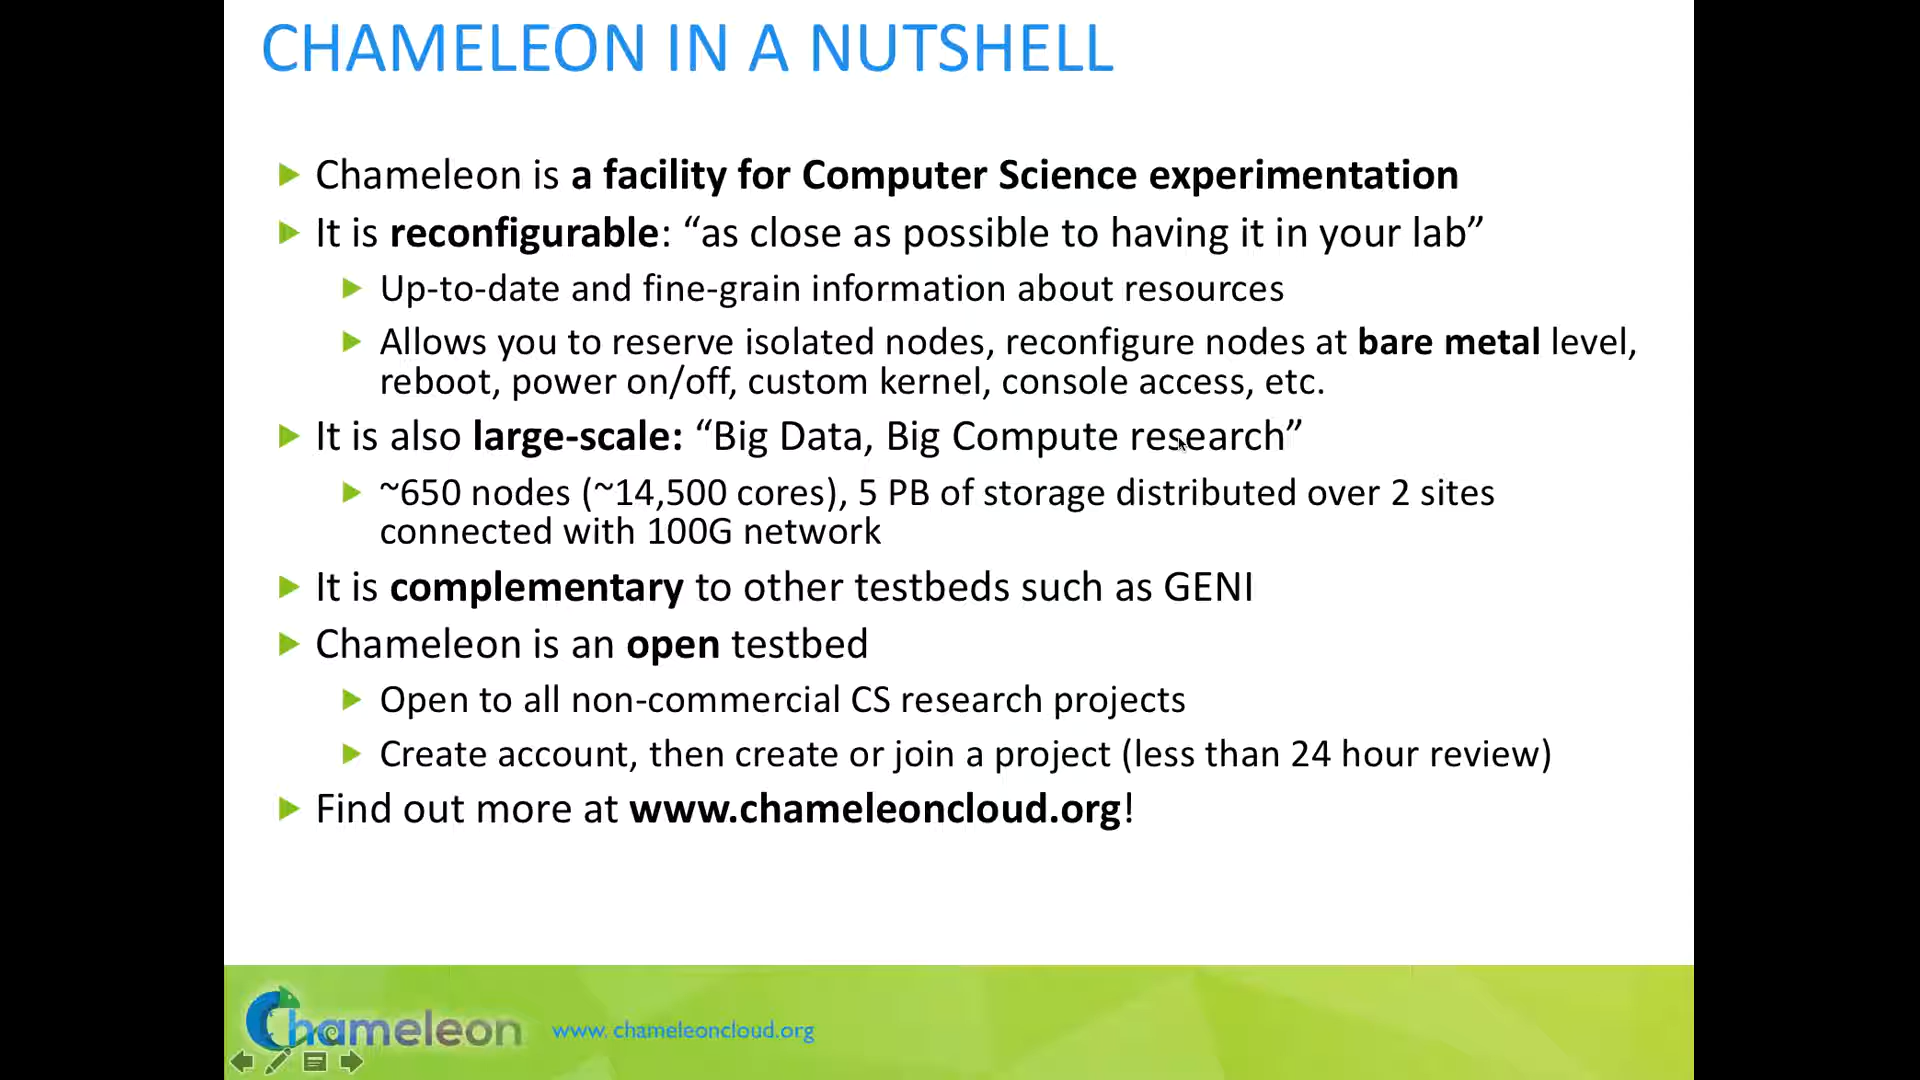 CHAMELEON IN A NUTSHELL
Chameleon is a facility for Computer Science experimentation
It is reconfigurable: “as close as possible to having it in your lab”
Up-to-date and fine-grain information about resources
Allows you to reserve isolated nodes, reconfigure nodes at bare metal level,
reboot, power on/off, custom kernel, console access, etc.
It is also large-scale: “Big Data, Big Compute research”
~650 nodes (~14,500 cores), 5 PB of storage distributed over 2 sites
connected with 100G network
It is complementary to other testbeds such as GENI
Chameleon is an open testbed
Open to all non-commercial CS research projects
Create account, then create or join a project (less than 24 hour review)
Find out more at www.chameleoncloud.org!
Chameleon www. chameleoncloud.org